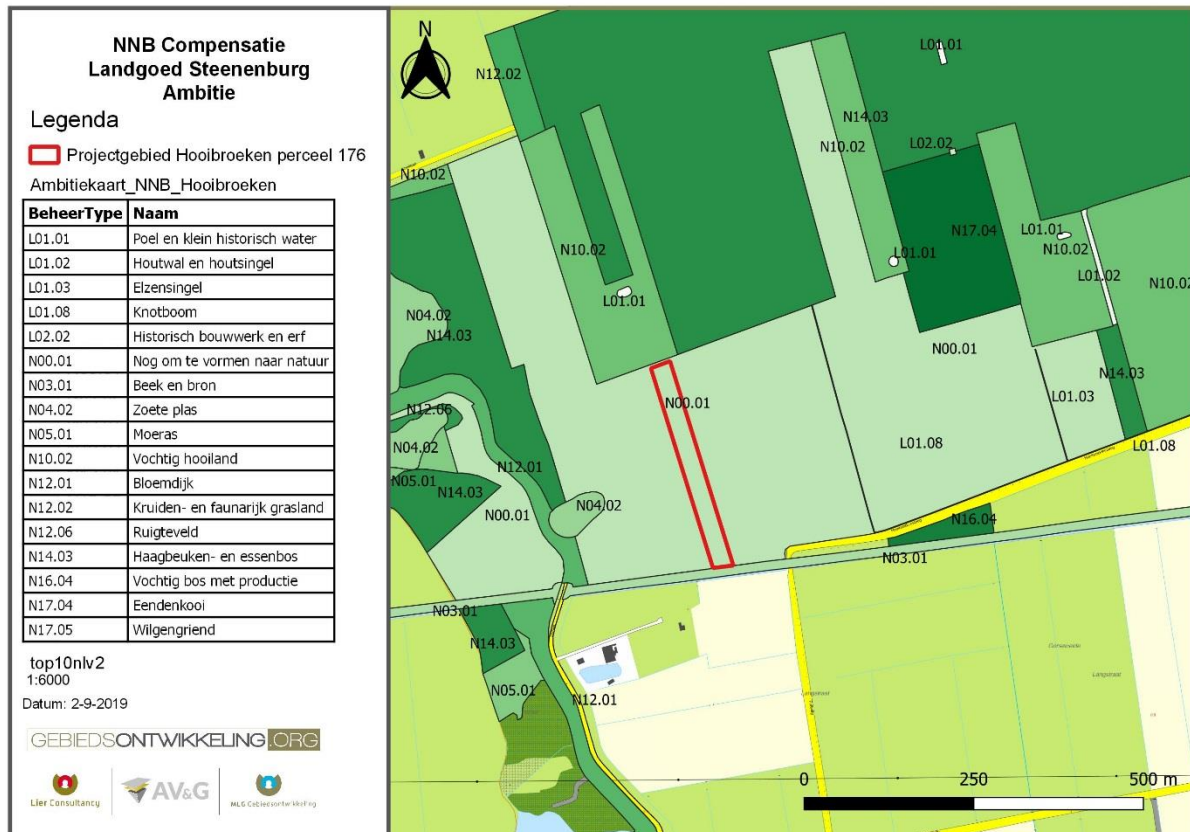 NNB Compensatie
Landgoed Steenenburg
Ambitie
Legenda
Projectgebied Hooibroeken perceel 176
Ambitiekaart_NNB_Hooibroeken
BeheerType Naam
L01.01 Poel en klein historisch water
L01.02 Houtwal en houtsingel
L01.03 Elzensingel
L01.08 Knotboom
L02.02 Historisch bouwwerk en erf
N00.01 Nog om te vormen naar natuur
N03.01 Beek en bron
N04.02 Zoete plas
N05.01 Moeras
N10.02 Vochtig hooiland
N12.01 Bloemdijk
N12.02 Kruiden- en faunarijk grasland
N12.06 Ruigteveld
N14.03 Haagbeuken- en essenbos
N16.04 Vochtig bos met productie
N17.04 Eendenkooi
N17.05 Wilgengriend
top10nlv2
1:6000
Datum: 2-9-2019
GEBIEDSONTWIKKELING.ORG
Lier Consultancy
AV&G
MLG Gebiedsontwikkeling
N
L01.01
N12.02
N14.03
N10.02
L02.02
N10.02
N17.04
L01.01
N10.02
N10.02
L01.01
L01.02
N10.02
L01.01
N04.02
N14.03
N00.01
N14.03
N00.01
L01.03
N12.06
L01.08
L01.08
N04.02
N12.01
N05.01
N14.03
N00.01
N04.02
N16.04
N03.01
N03.01
N14.03
N05.01
N12.01
Langstraat
Langstraat
0 250 500 m